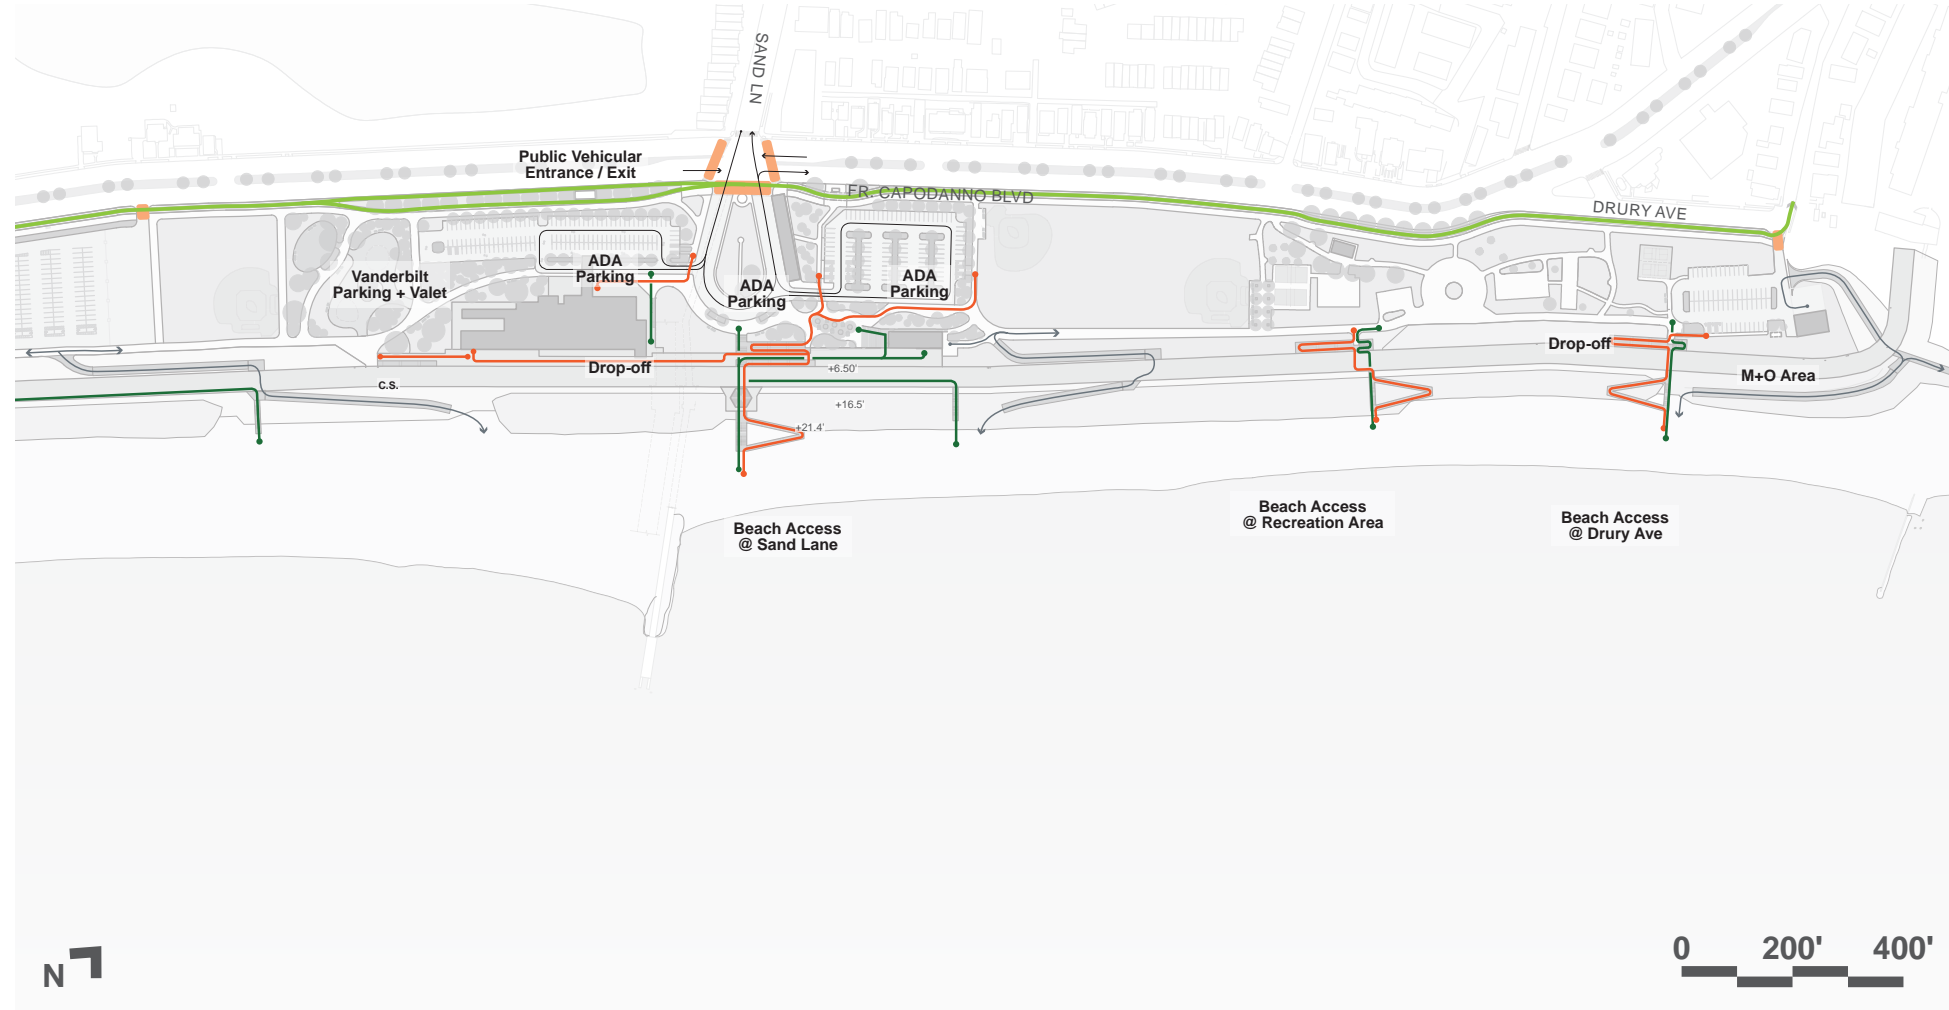 SAND LN
Public Vehicular
Entrance / Exit
FR. CAPODANNO BLVD
DRURY AVE
Vanderbilt
Parking + Valet
ADA
Parking
ADA
Parking
ADA
Parking
Drop-off
c.s.
+6.50'
+16.5'
+21.4'
Drop-off
M+O Area
Beach Access
@ Sand Lane
Beach Access
@ Recreation Area
Beach Access
@ Drury Ave
N
0 200' 400'